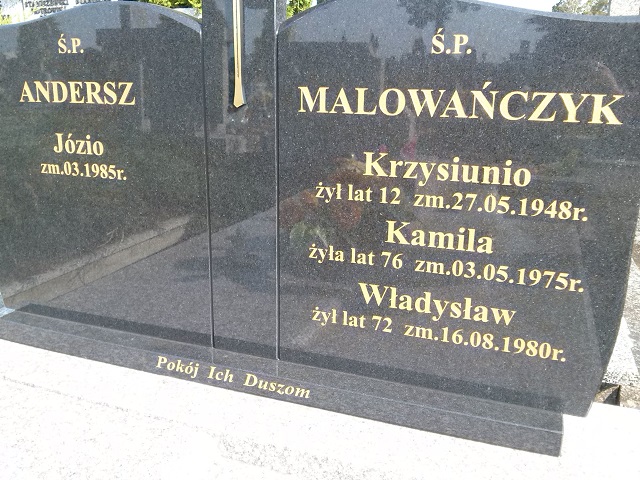 Ś.P.
ANDERSZ
Józio
zm.03.1985r.
Ś.P.
MALOWAŃCZYK
Krzysiunio
żył lat 12 zm.27.05.1948r.
Kamila
żyła lat 76 zm.03.05.1975r.
Władysław
żył lat 72 zm.16.08.1980r.
Pokój Ich Duszom